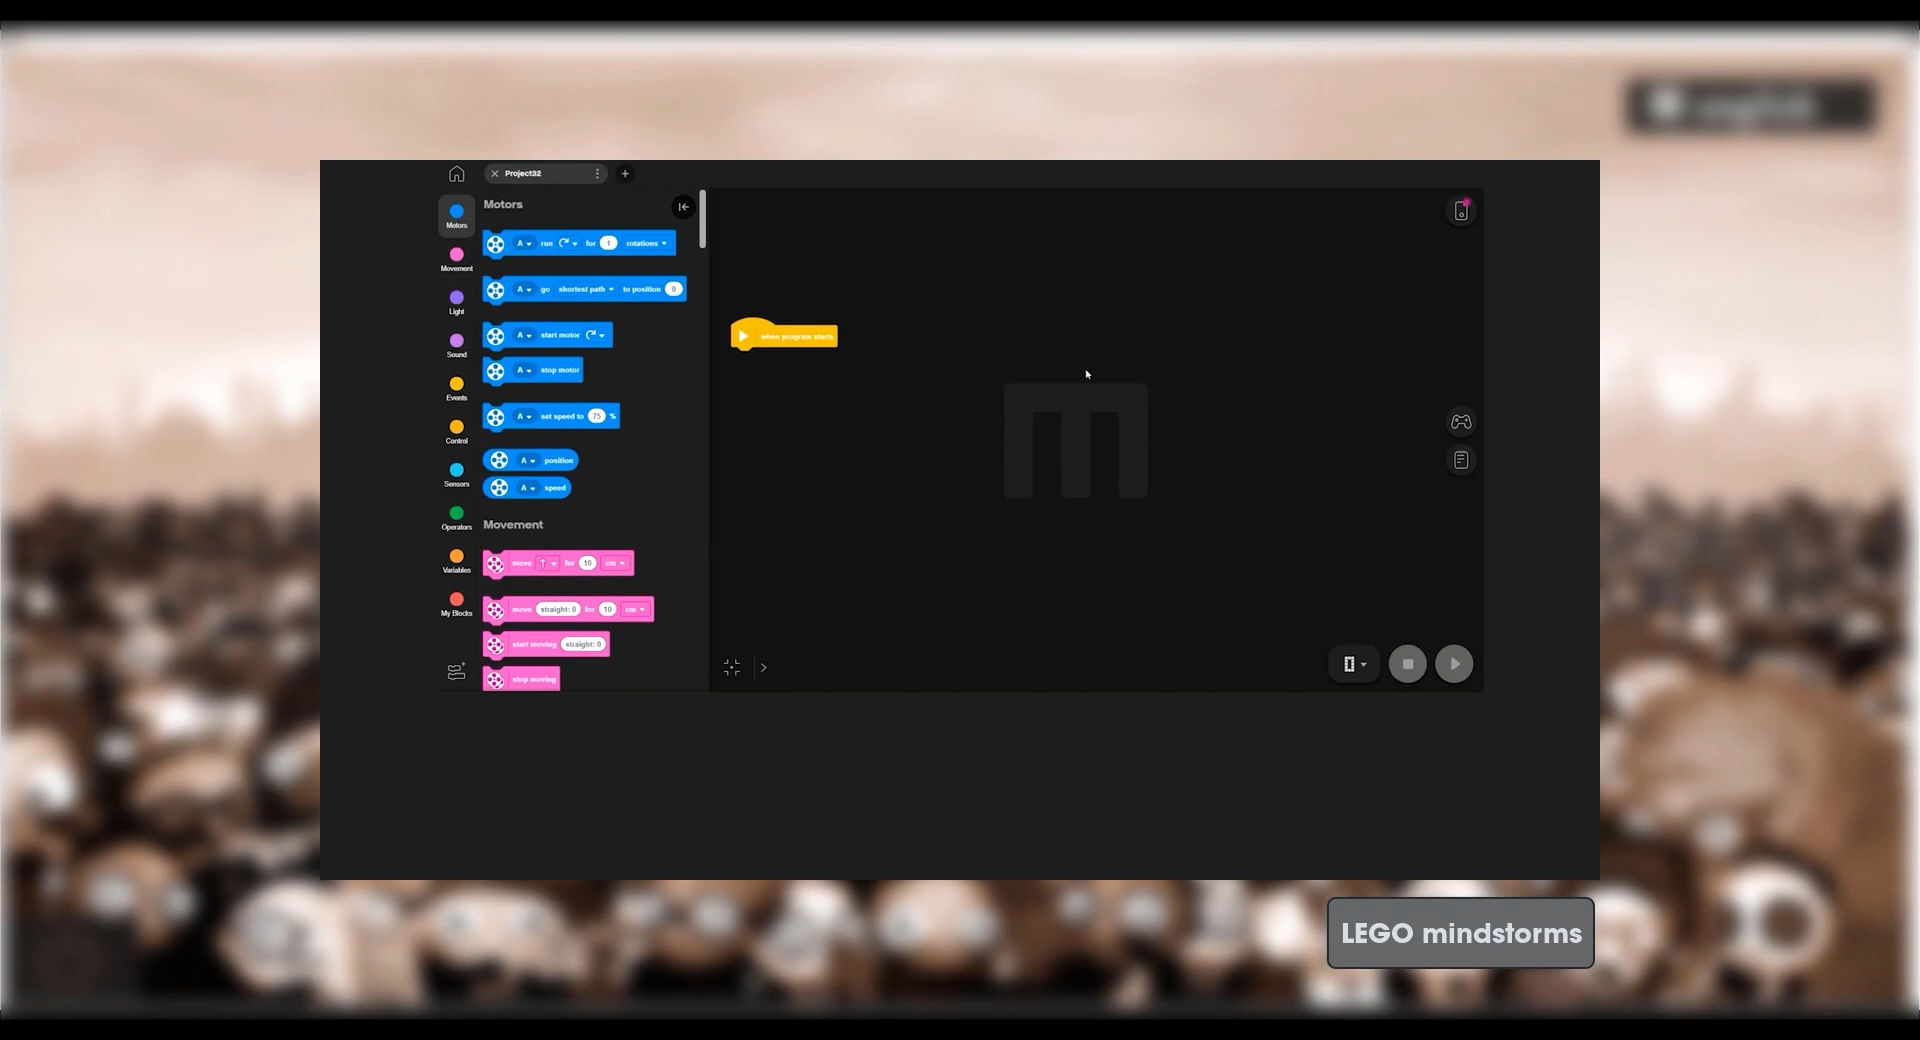 Project32
Motors
Motors
A run for 1 rotations
Movement
A go shortest path to position 0
Light
A start motor
Sound
A stop motor
when program starts
Events
A set speed to 75 %
Control
A position
Sensors
A speed
Operators
Movement
Variables
move for 10 cm
My Blocks
move straight: 0 for 10 cm
start moving straight: 0
stop moving
LEGO mindstorms